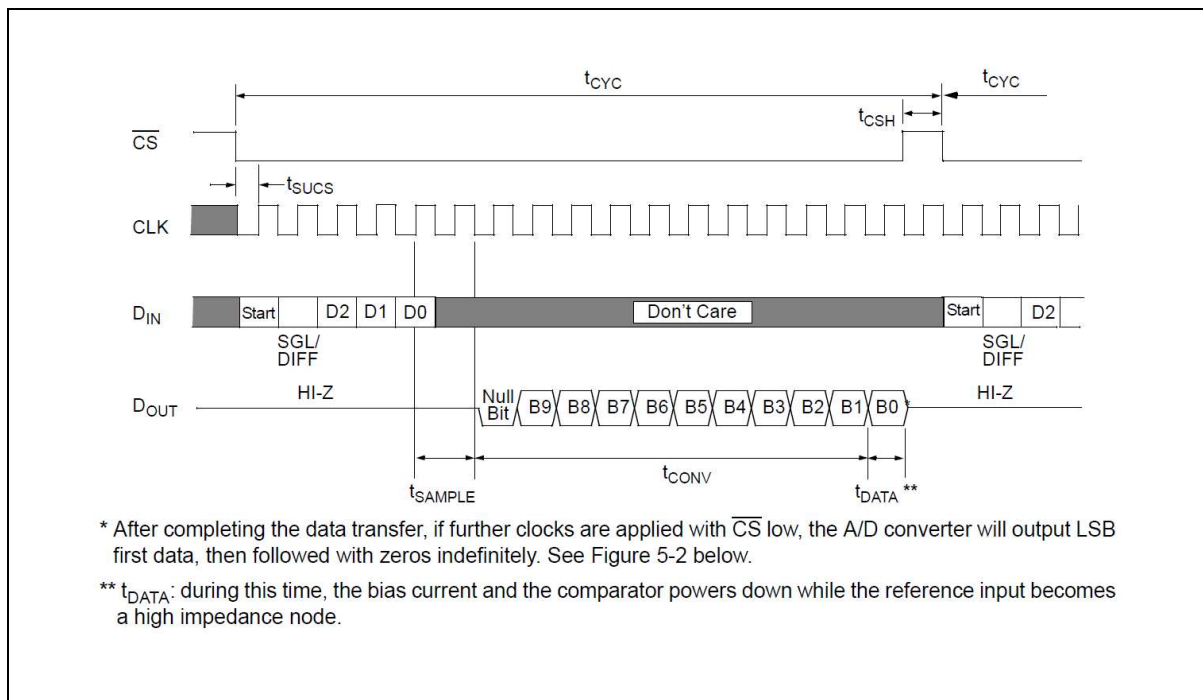 tCYC
tCYC
tCSH
CS
tSUCS
CLK
DIN
Start
D2
D1
D0
Don't Care
Start
D2
SGL/
DIFF
SGL/
DIFF
HI-Z
HI-Z
DOUT
Null
Bit
B9
B8
B7
B6
B5
B4
B3
B2
B1
B0
*
tSAMPLE
tCONV
tDATA **
* After completing the data transfer, if further clocks are applied with CS low, the A/D converter will output LSB
first data, then followed with zeros indefinitely. See Figure 5-2 below.
** tDATA: during this time, the bias current and the comparator powers down while the reference input becomes
a high impedance node.